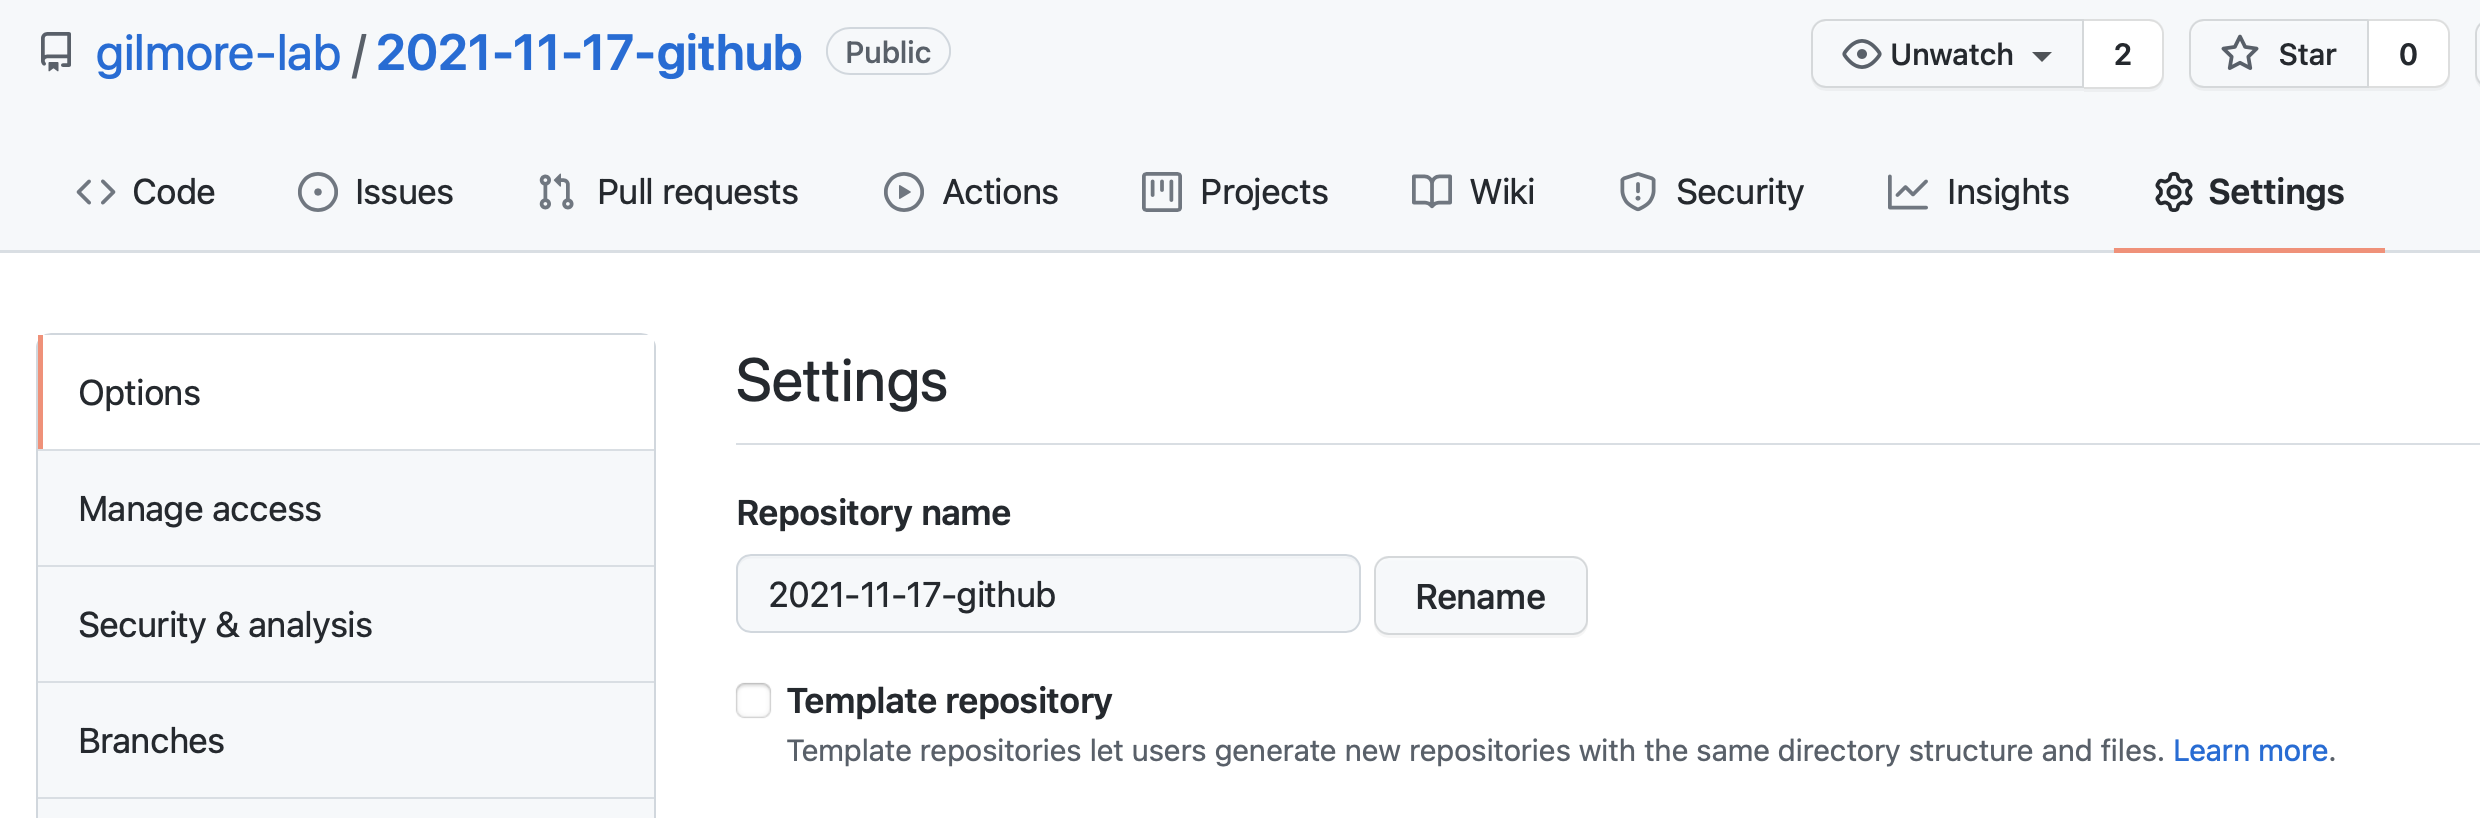 gilmore-lab / 2021-11-17-github Public Unwatch 2 Star 0
Code Issues Pull requests Actions Projects Wiki Security Insights Settings
Options
Manage access
Security & analysis
Branches
Settings
Repository name
2021-11-17-github Rename
Template repository
Template repositories let users generate new repositories with the same directory structure and files. Learn more.